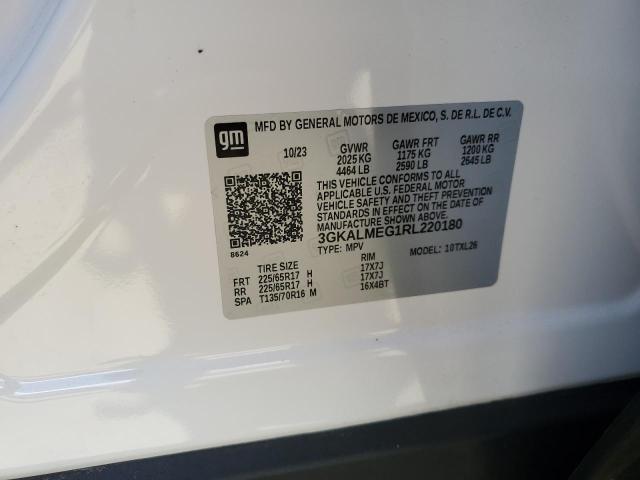 gm
MFD BY GENERAL MOTORS DE MEXICO, S. DE R.L. DE C.V.
10/23 GVWR GAWR FRT GAWR RR
2025 KG 1175 KG 1200 KG
4464 LB 2590 LB 2645 LB
THIS VEHICLE CONFORMS TO ALL
APPLICABLE U.S. FEDERAL MOTOR
VEHICLE SAFETY AND THEFT PREVENTION
STANDARDS IN EFFECT ON THE DATE OF
MANUFACTURE SHOWN ABOVE.
3GKALMEG1RL220180
8624 TYPE: MPV MODEL: 10TXL26
TIRE SIZE RIM
FRT 225/65R17 H 17X7J
RR 225/65R17 H 17X7J
SPA T135/70R16 M 16X4BT